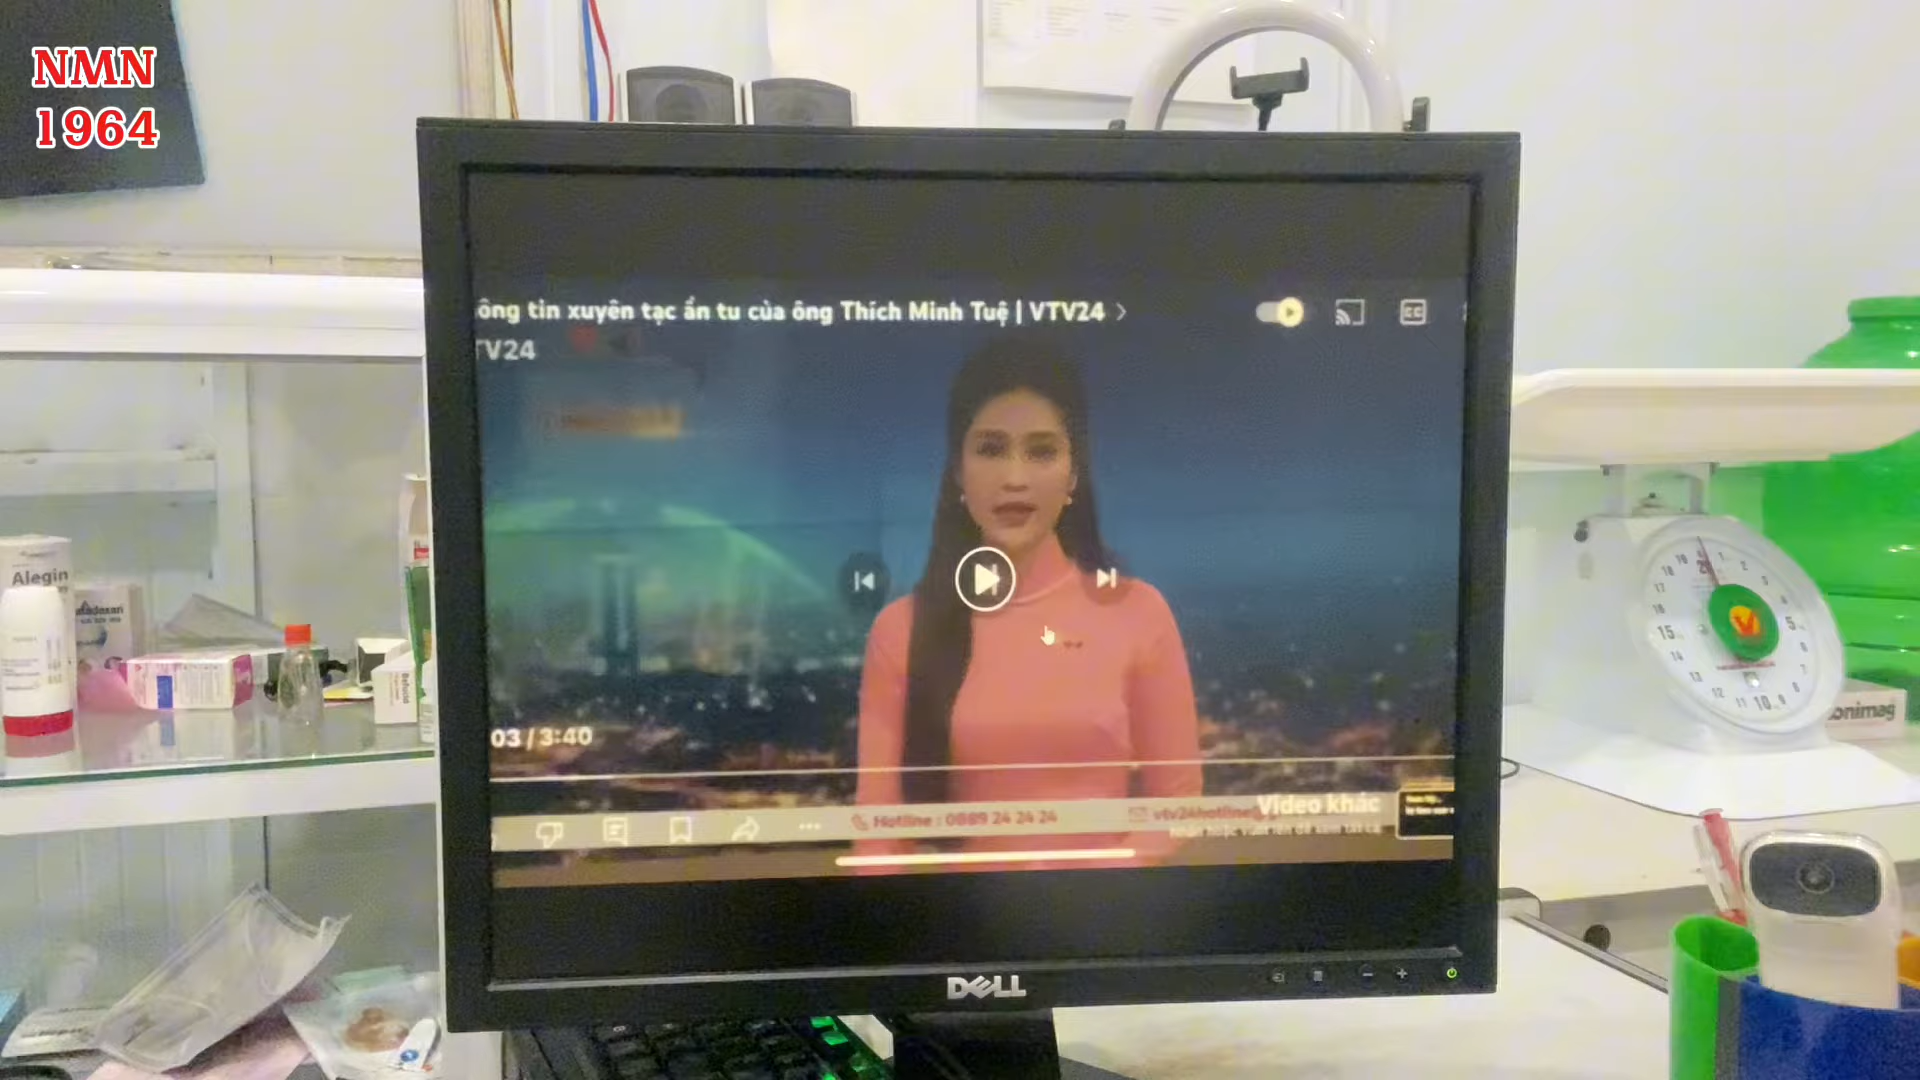 NMN
1964
ông tin xuyên tạc ẩn tu của ông Thích Minh Tuệ | VTV24
TV24
03 / 3:40
Hotline : 0889 24 24 24
vtv24hotline@
Video khác
DELL
Alegin
onimag